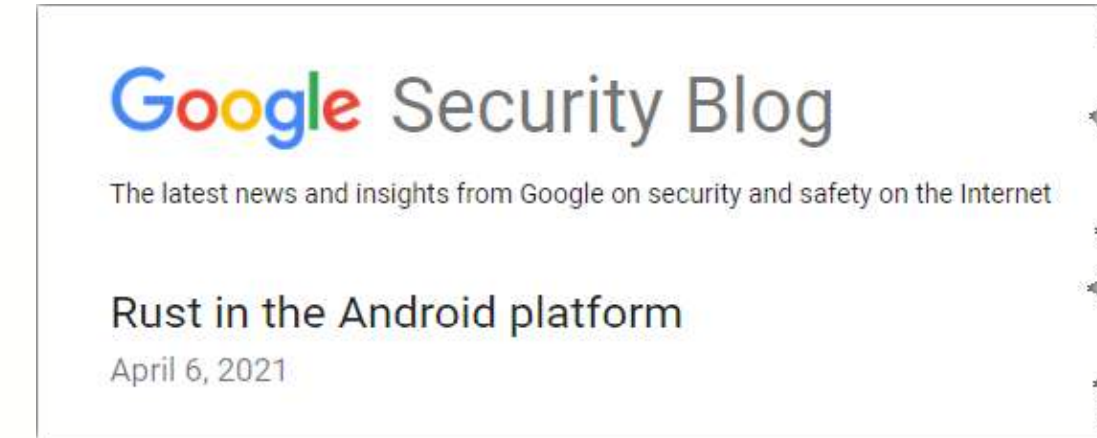 Google Security Blog
The latest news and insights from Google on security and safety on the Internet
Rust in the Android platform
April 6, 2021